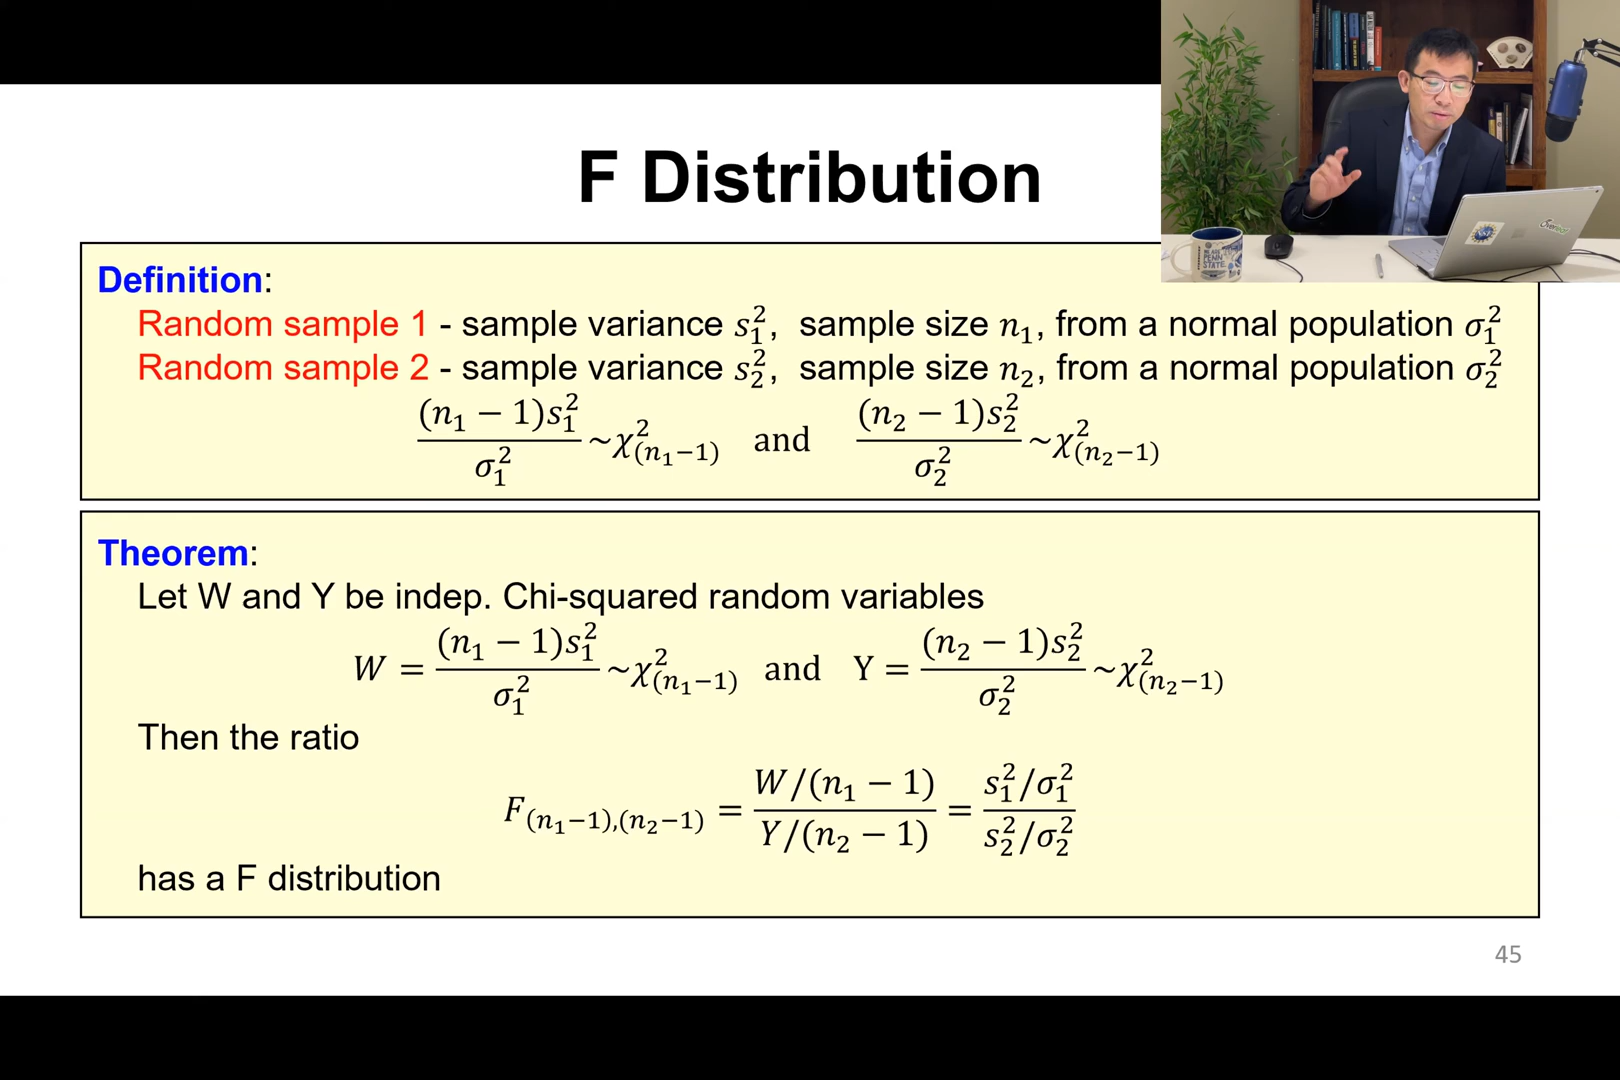 F Distribution
Definition:
Random sample 1 - sample variance s₁², sample size n₁, from a normal population σ₁²
Random sample 2 - sample variance s₂², sample size n₂, from a normal population σ₂²
(n₁ − 1)s₁² / σ₁² ~χ²₍ₙ₁₋₁₎ and (n₂ − 1)s₂² / σ₂² ~χ²₍ₙ₂₋₁₎
Theorem:
Let W and Y be indep. Chi-squared random variables
W = (n₁ − 1)s₁² / σ₁² ~χ²₍ₙ₁₋₁₎ and Y = (n₂ − 1)s₂² / σ₂² ~χ²₍ₙ₂₋₁₎
Then the ratio
F₍ₙ₁₋₁₎,₍ₙ₂₋₁₎ = W/(n₁ − 1) / Y/(n₂ − 1) = s₁²/σ₁² / s₂²/σ₂²
has a F distribution
45
PENN
STATE